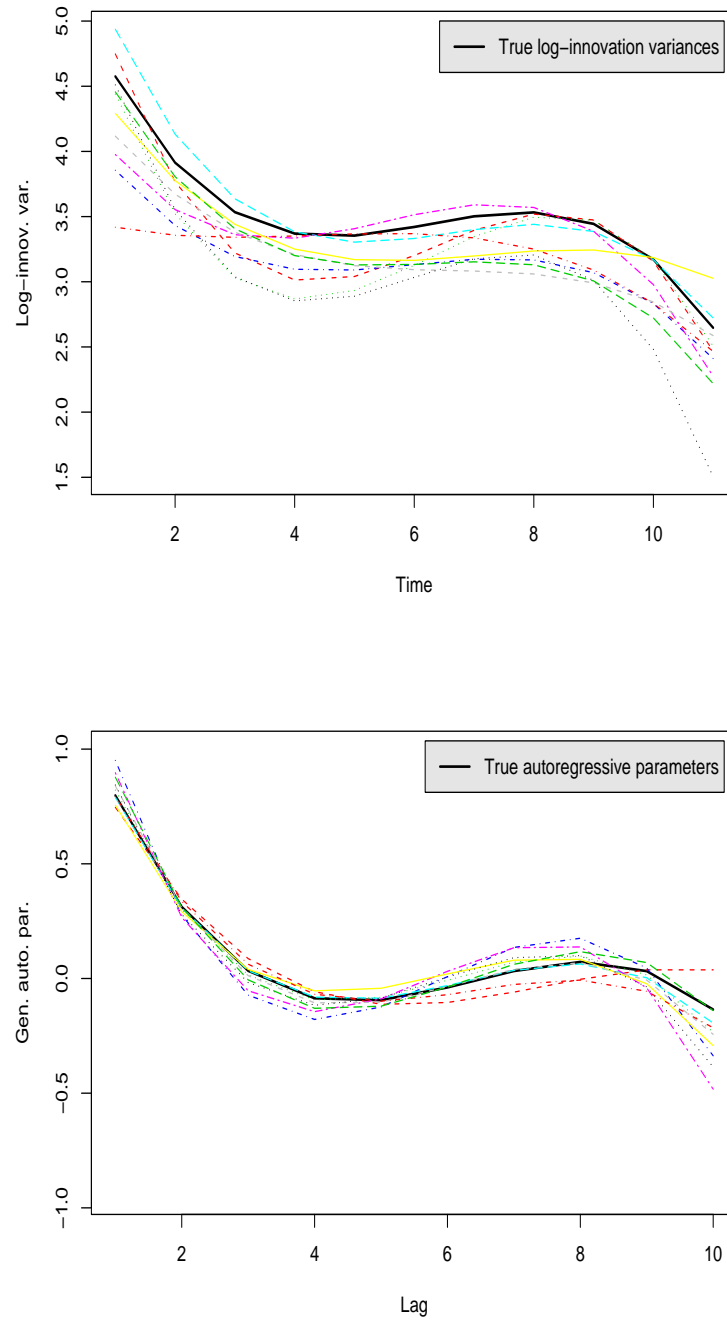 True log−innovation variances
Log−innov. var.
5.0
4.5
4.0
3.5
3.0
2.5
2.0
1.5
2 4 6 8 10
Time
True autoregressive parameters
Gen. auto. par.
1.0
0.5
0.0
−0.5
−1.0
2 4 6 8 10
Lag